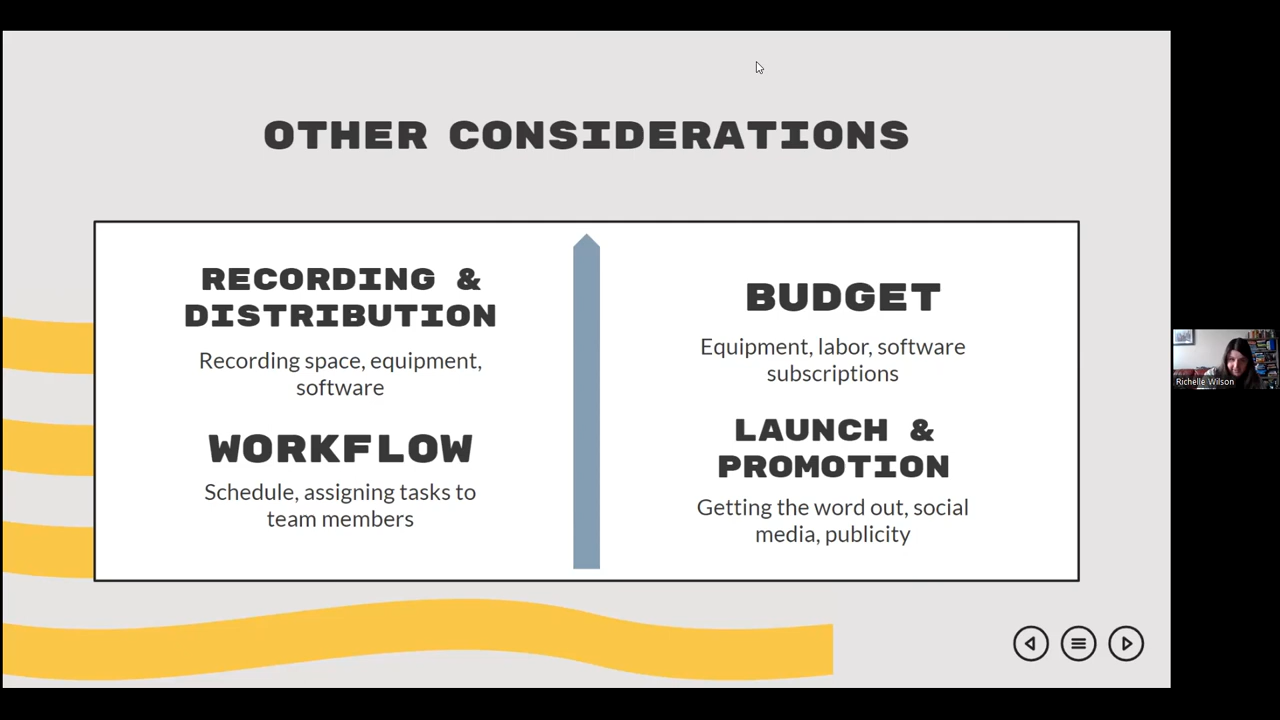 OTHER CONSIDERATIONS
RECORDING &
DISTRIBUTION
Recording space, equipment,
software
WORKFLOW
Schedule, assigning tasks to
team members
BUDGET
Equipment, labor, software
subscriptions
LAUNCH &
PROMOTION
Getting the word out, social
media, publicity
Richelle Wilson